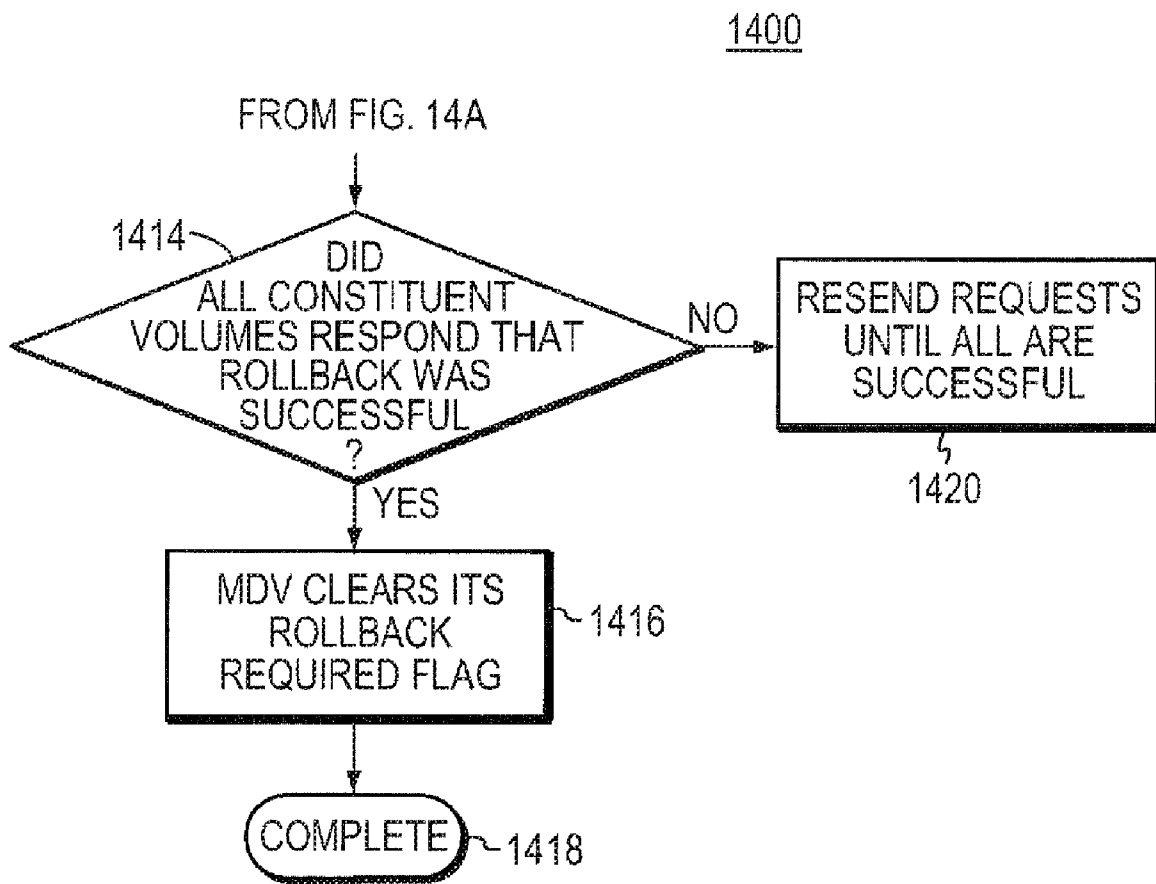 1400
FROM FIG. 14A
1414
DID
ALL CONSTITUENT
VOLUMES RESPOND THAT
ROLLBACK WAS
SUCCESSFUL
?
NO
RESEND REQUESTS
UNTIL ALL ARE
SUCCESSFUL
1420
YES
MDV CLEARS ITS
ROLLBACK
REQUIRED FLAG
1416
COMPLETE
1418